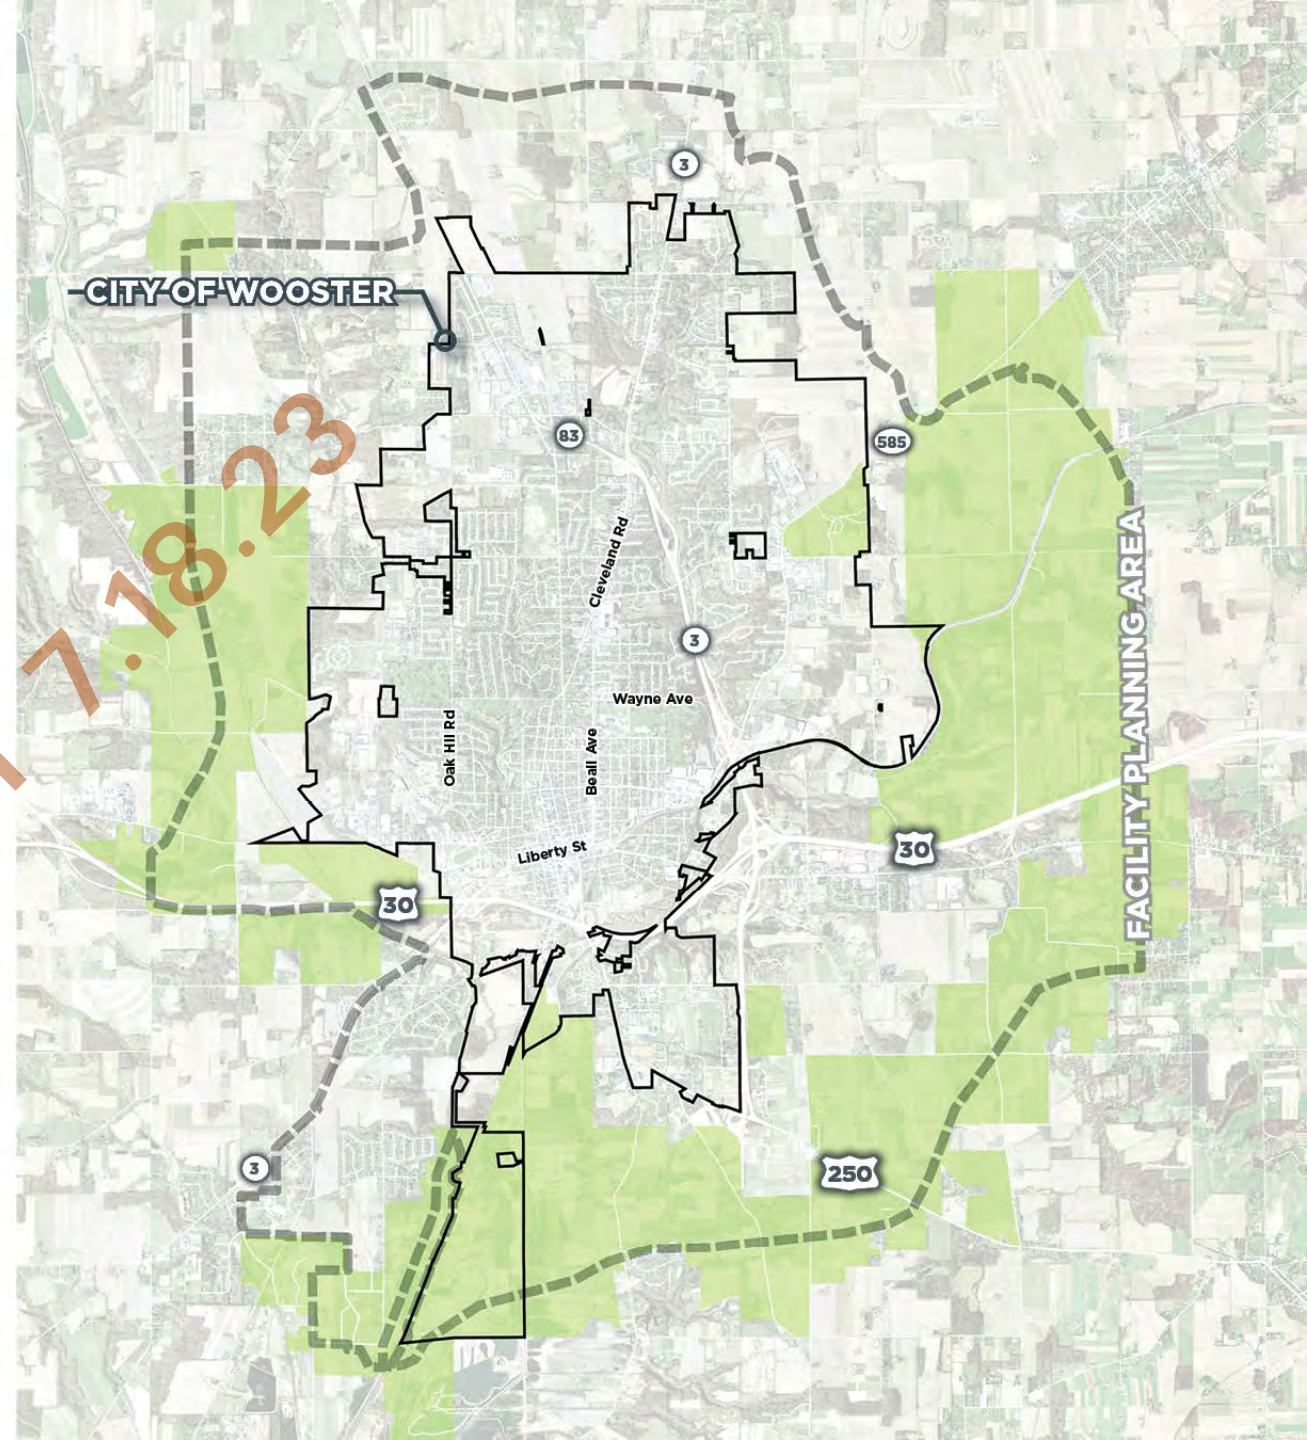 3
CITY OF WOOSTER
83
585
7.18.23
Cleveland Rd
3
Wayne Ave
Oak Hil Rd
Beall Ave
FACILITY PLANNING AREA
Liberty St
30
30
3
250